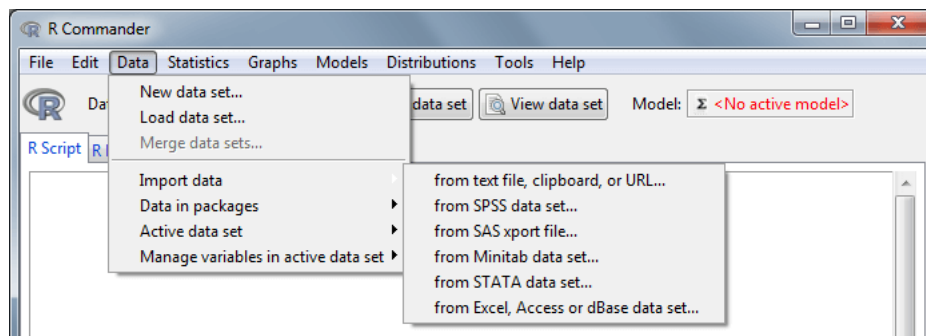 R Commander
File Edit Data Statistics Graphs Models Distributions Tools Help
R Da data set View data set Model: Σ <No active model>
R Script R
New data set...
Load data set...
Merge data sets...
Import data
Data in packages
Active data set
Manage variables in active data set
from text file, clipboard, or URL...
from SPSS data set...
from SAS xport file...
from Minitab data set...
from STATA data set...
from Excel, Access or dBase data set...